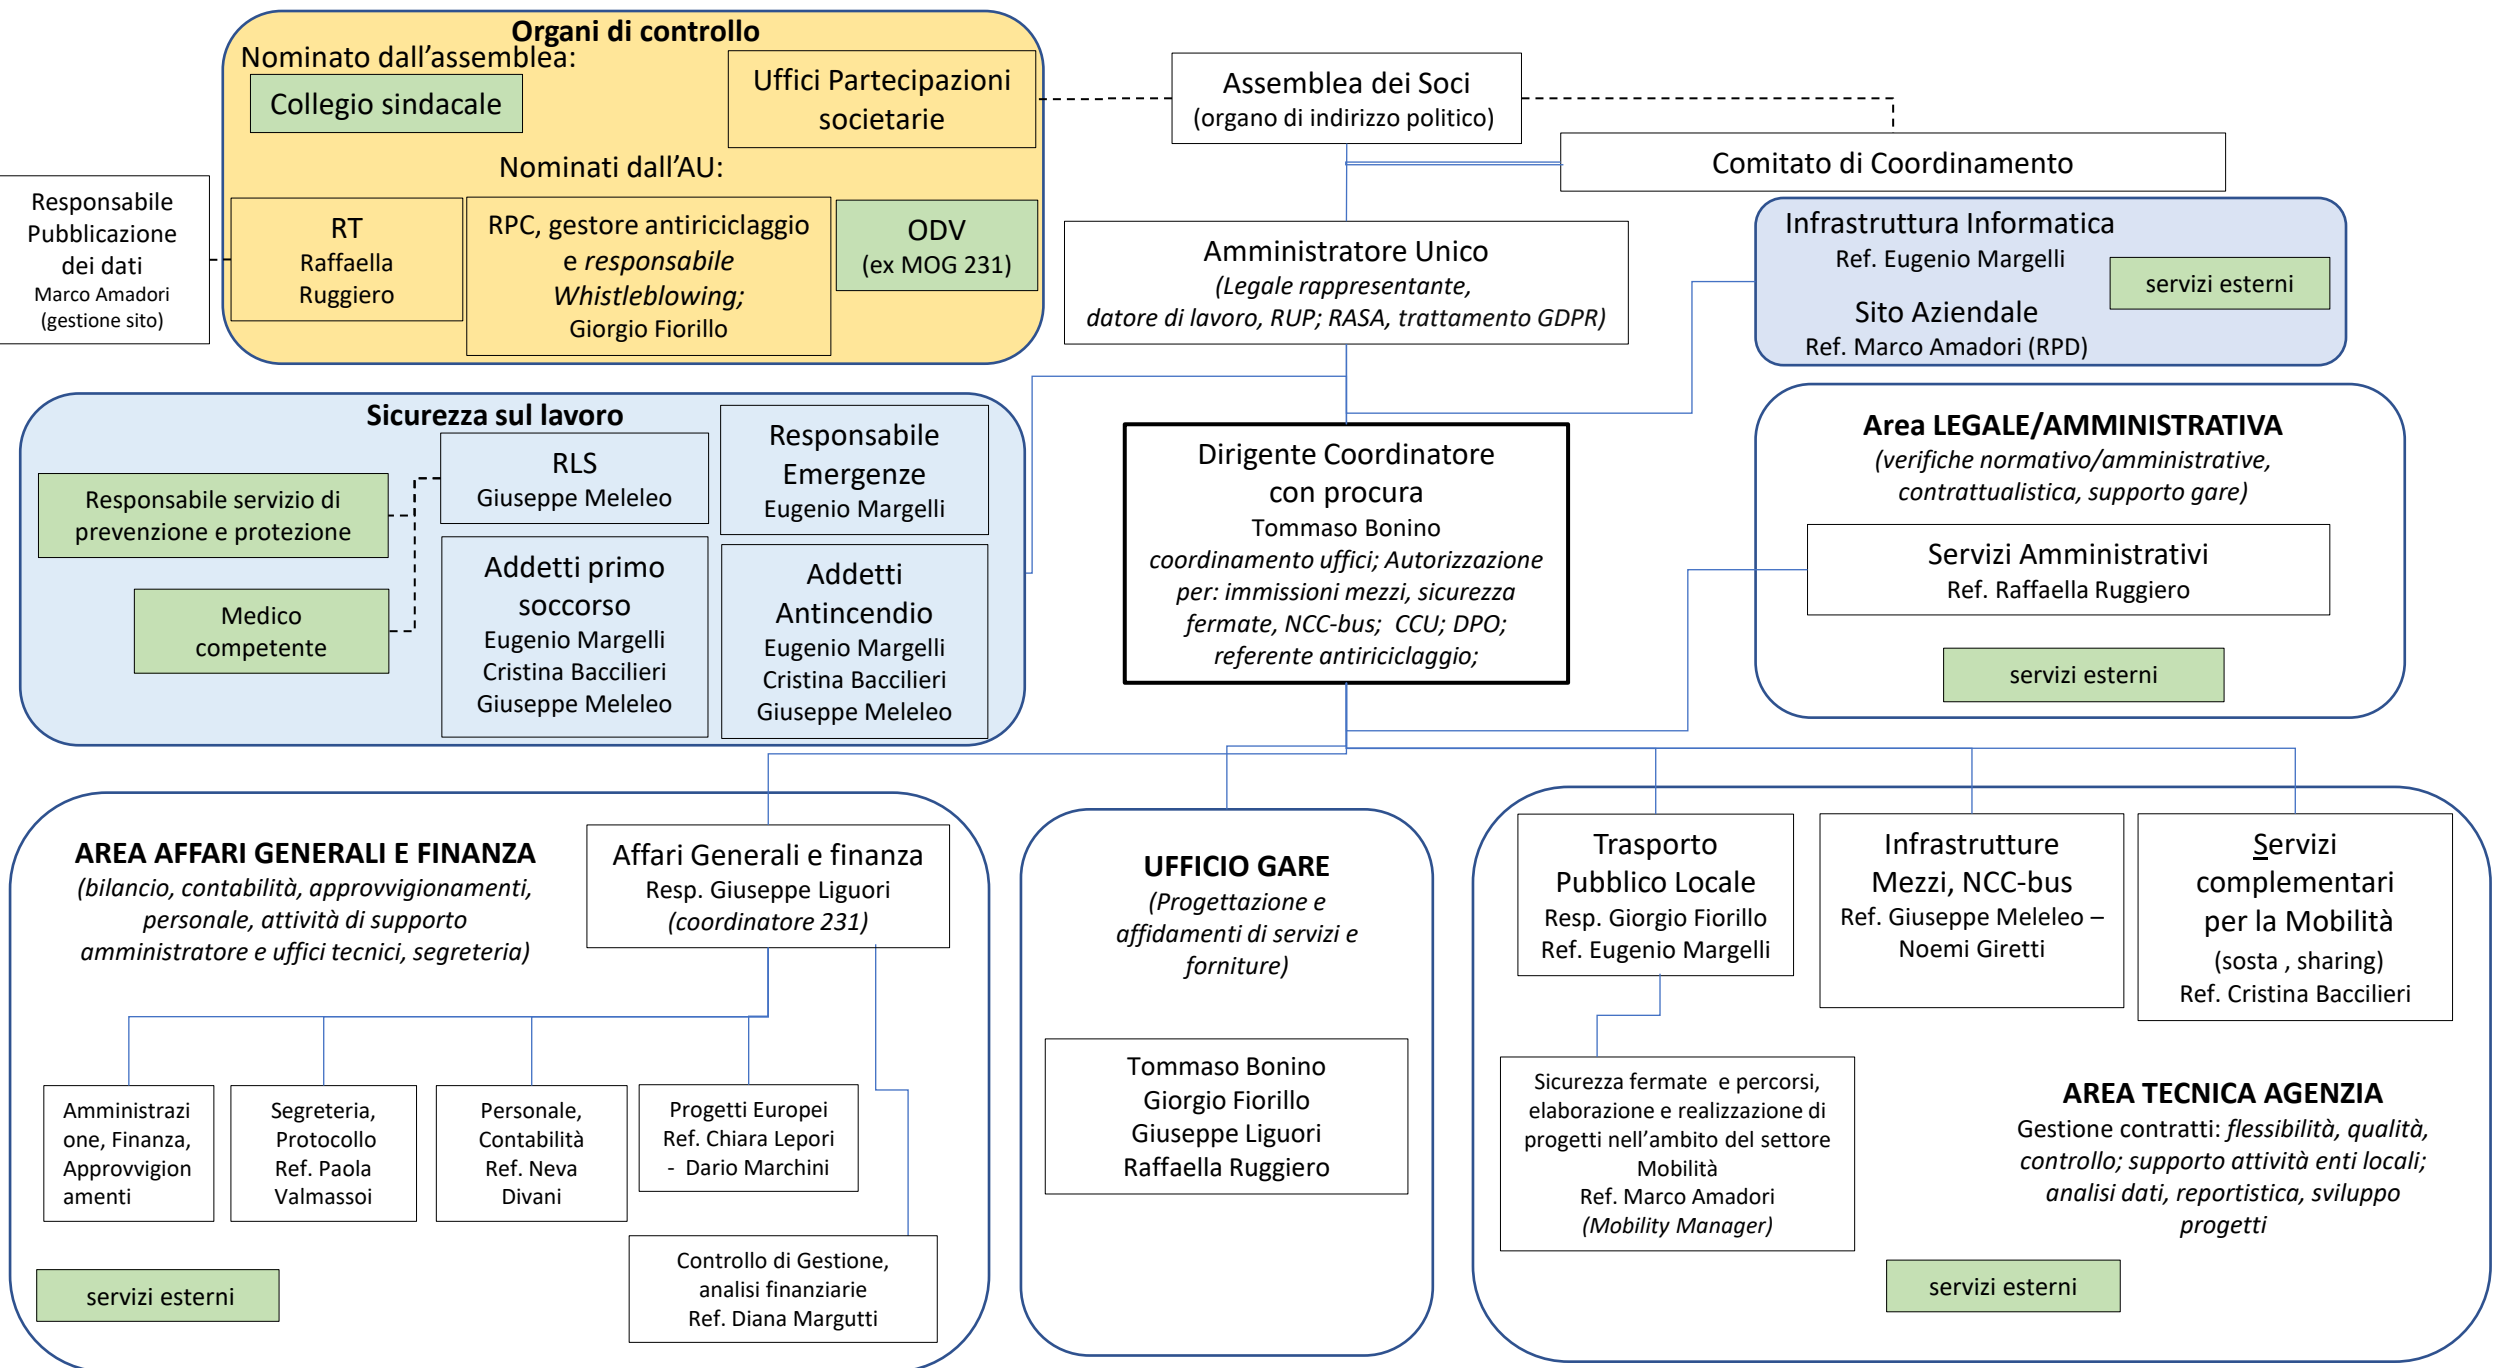 Organi di controllo
Nominato dall'assemblea:
Collegio sindacale
Uffici Partecipazioni
societarie
Nominati dall'AU:
RT
Raffaella
Ruggiero
RPC, gestore antiriciclaggio
e responsabile
Whistleblowing;
Giorgio Fiorillo
ODV
(ex MOG 231)
Responsabile
Pubblicazione
dei dati
Marco Amadori
(gestione sito)
Assemblea dei Soci
(organo di indirizzo politico)
Comitato di Coordinamento
Amministratore Unico
(Legale rappresentante,
datore di lavoro, RUP; RASA, trattamento GDPR)
Infrastruttura Informatica
Ref. Eugenio Margelli
Sito Aziendale
Ref. Marco Amadori (RPD)
servizi esterni
Sicurezza sul lavoro
Responsabile servizio di
prevenzione e protezione
Medico
competente
RLS
Giuseppe Meleleo
Responsabile
Emergenze
Eugenio Margelli
Addetti primo
soccorso
Eugenio Margelli
Cristina Baccilieri
Giuseppe Meleleo
Addetti
Antincendio
Eugenio Margelli
Cristina Baccilieri
Giuseppe Meleleo
Dirigente Coordinatore
con procura
Tommaso Bonino
coordinamento uffici; Autorizzazione
per: immissioni mezzi, sicurezza
fermate, NCC-bus; CCU; DPO;
referente antiriciclaggio;
Area LEGALE/AMMINISTRATIVA
(verifiche normativo/amministrative,
contrattualistica, supporto gare)
Servizi Amministrativi
Ref. Raffaella Ruggiero
servizi esterni
AREA AFFARI GENERALI E FINANZA
(bilancio, contabilità, approvvigionamenti,
personale, attività di supporto
amministratore e uffici tecnici, segreteria)
Affari Generali e finanza
Resp. Giuseppe Liguori
(coordinatore 231)
Amministrazi
one, Finanza,
Approvvigion
amenti
Segreteria,
Protocollo
Ref. Paola
Valmassoi
Personale,
Contabilità
Ref. Neva
Divani
Progetti Europei
Ref. Chiara Lepori
- Dario Marchini
Controllo di Gestione,
analisi finanziarie
Ref. Diana Margutti
servizi esterni
UFFICIO GARE
(Progettazione e
affidamenti di servizi e
forniture)
Tommaso Bonino
Giorgio Fiorillo
Giuseppe Liguori
Raffaella Ruggiero
Trasporto
Pubblico Locale
Resp. Giorgio Fiorillo
Ref. Eugenio Margelli
Infrastrutture
Mezzi, NCC-bus
Ref. Giuseppe Meleleo –
Noemi Giretti
Servizi
complementari
per la Mobilità
(sosta , sharing)
Ref. Cristina Baccilieri
Sicurezza fermate e percorsi,
elaborazione e realizzazione di
progetti nell'ambito del settore
Mobilità
Ref. Marco Amadori
(Mobility Manager)
AREA TECNICA AGENZIA
Gestione contratti: flessibilità, qualità,
controllo; supporto attività enti locali;
analisi dati, reportistica, sviluppo
progetti
servizi esterni